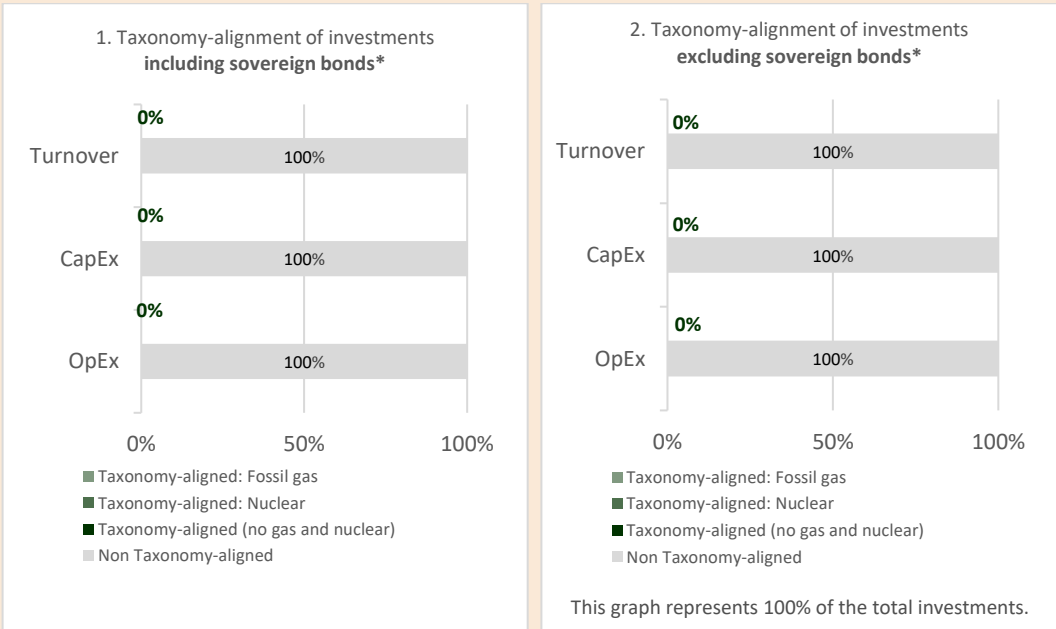 1. Taxonomy-alignment of investments
including sovereign bonds*
0%
Turnover
100%
0%
CapEx
100%
0%
OpEx
100%
0%
50%
100%
Taxonomy-aligned: Fossil gas
Taxonomy-aligned: Nuclear
Taxonomy-aligned (no gas and nuclear)
Non Taxonomy-aligned
2. Taxonomy-alignment of investments
excluding sovereign bonds*
0%
Turnover
100%
0%
CapEx
100%
0%
OpEx
100%
0%
50%
100%
Taxonomy-aligned: Fossil gas
Taxonomy-aligned: Nuclear
Taxonomy-aligned (no gas and nuclear)
Non Taxonomy-aligned
This graph represents 100% of the total investments.